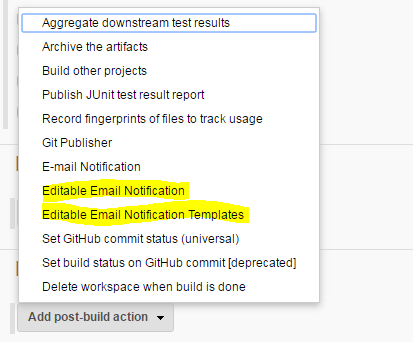 Aggregate downstream test results
Archive the artifacts
Build other projects
Publish JUnit test result report
Record fingerprints of files to track usage
Git Publisher
E-mail Notification
Editable Email Notification
Editable Email Notification Templates
Set GitHub commit status (universal)
Set build status on GitHub commit [deprecated]
Delete workspace when build is done
Add post-build action